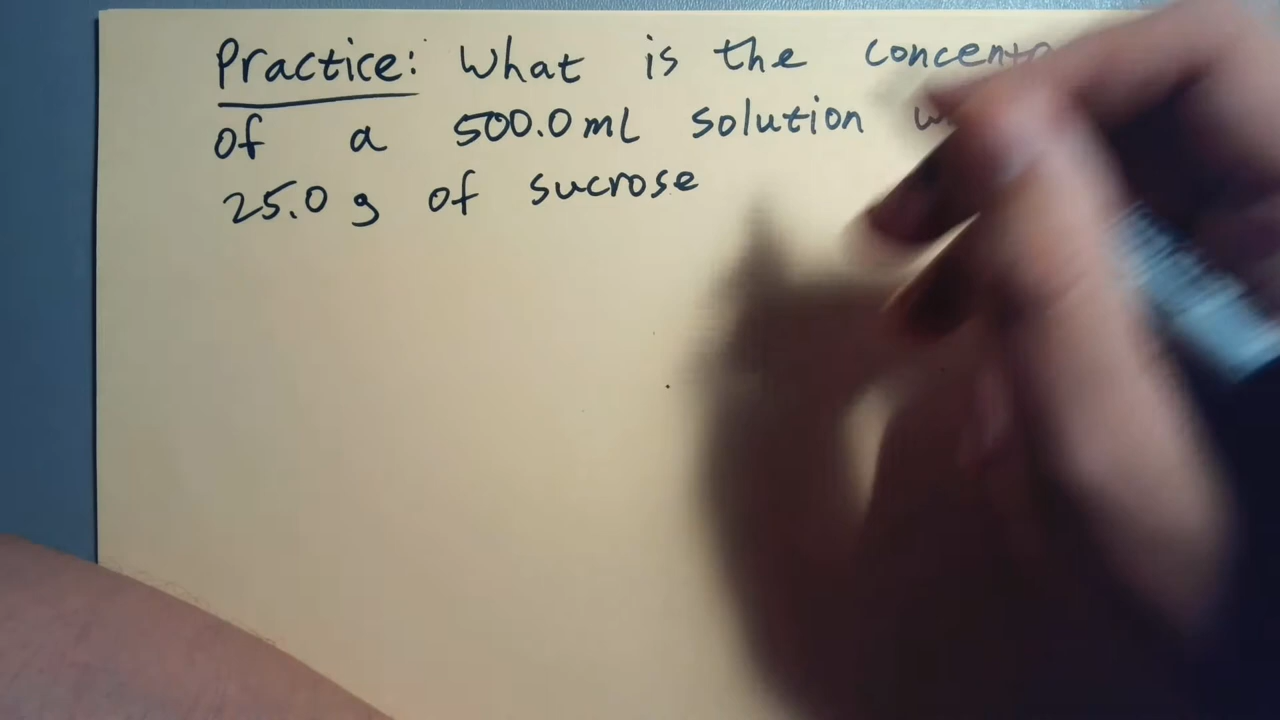 Practice: What is the
of a 500.0 mL solution
25.0 g of sucrose